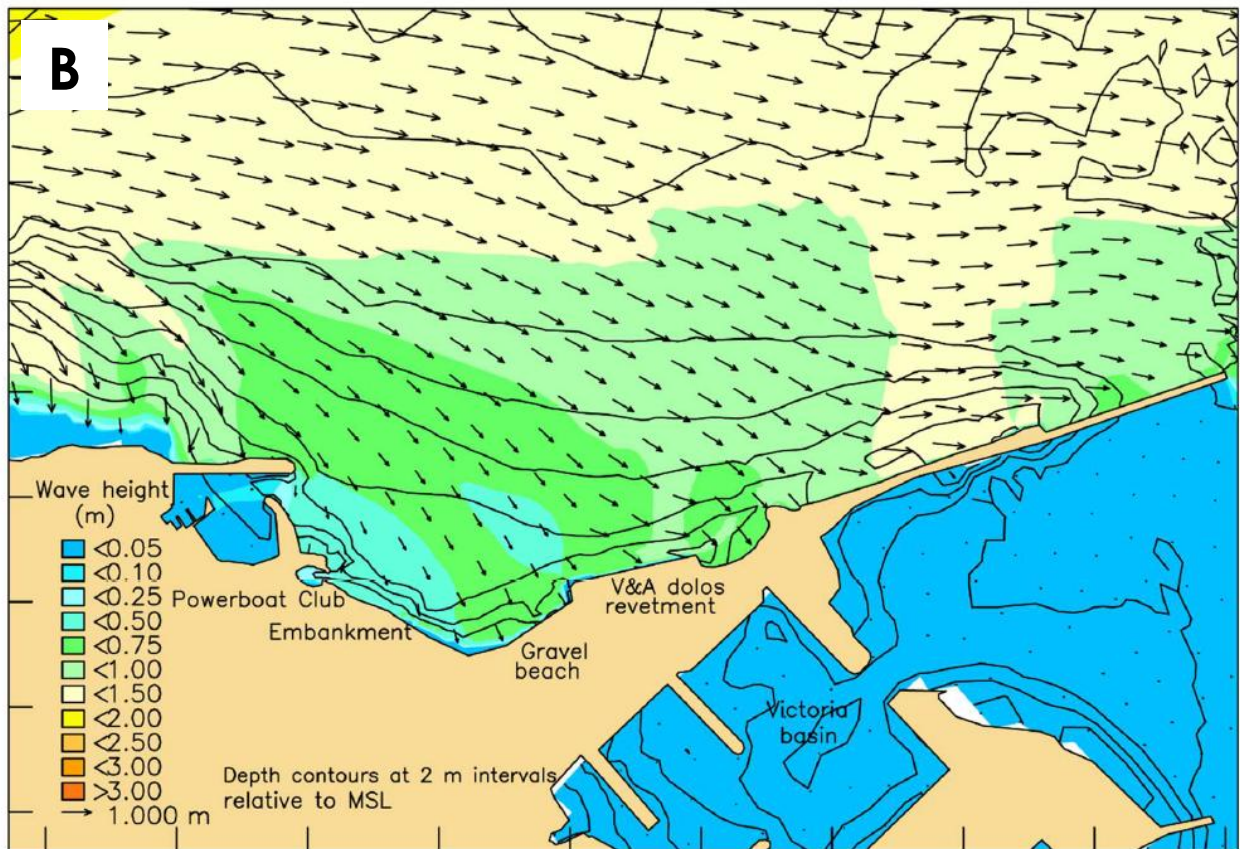 B
Wave height
(m)
<0.05
<0.10
<0.25
<0.50
<0.75
<1.00
<1.50
<2.00
<2.50
<3.00
>3.00
1.000 m
Powerboat Club
Embankment
Gravel
beach
V&A dolos
revetment
Victoria
basin
Depth contours at 2 m intervals
relative to MSL